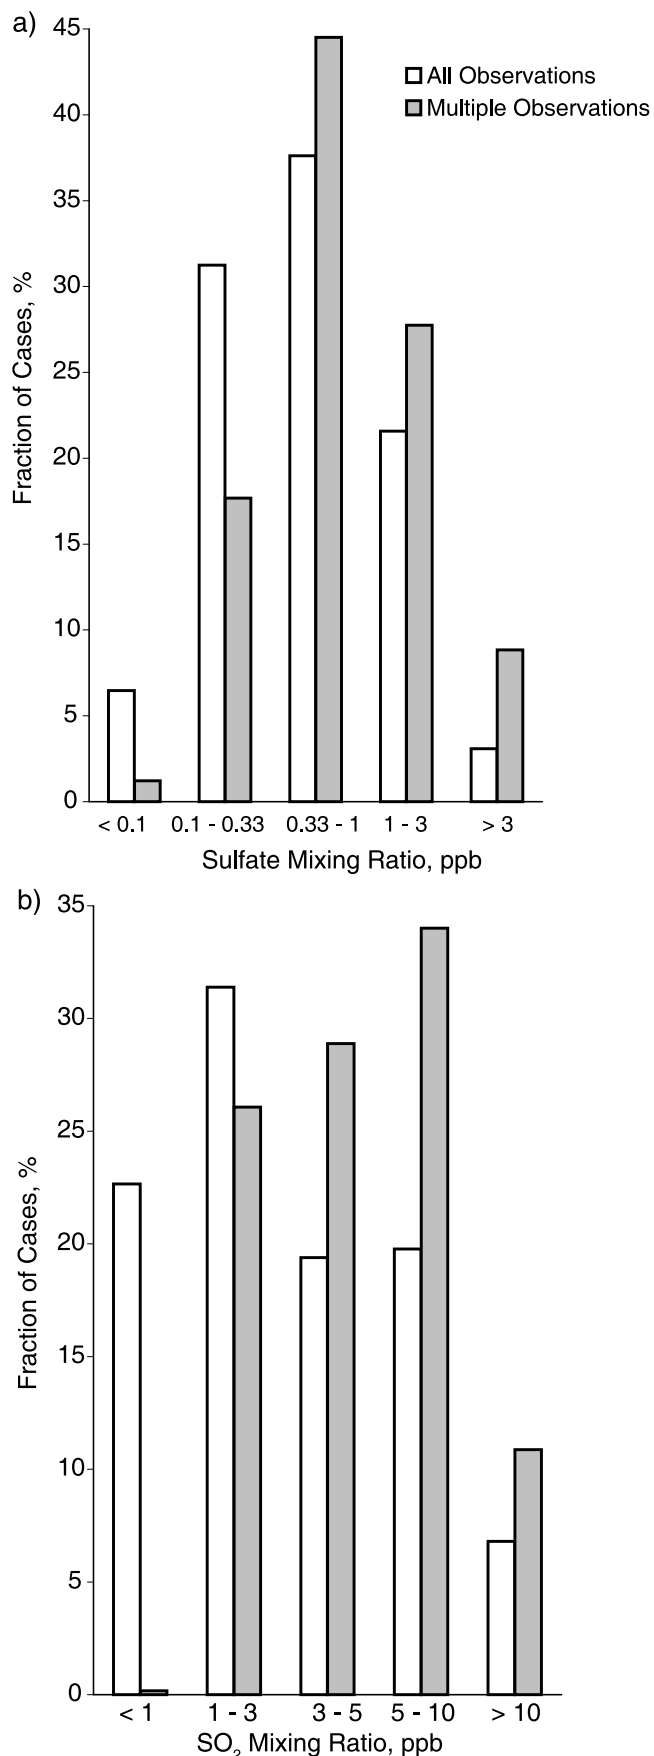 a)
45
40
35
30
25
20
15
10
5
0
Fraction of Cases, %
All Observations
Multiple Observations
< 0.1 0.1 - 0.33 0.33 - 1 1 - 3 > 3
Sulfate Mixing Ratio, ppb
b)
35
30
25
20
15
10
5
0
Fraction of Cases, %
< 1 1 - 3 3 - 5 5 - 10 > 10
SO₂ Mixing Ratio, ppb